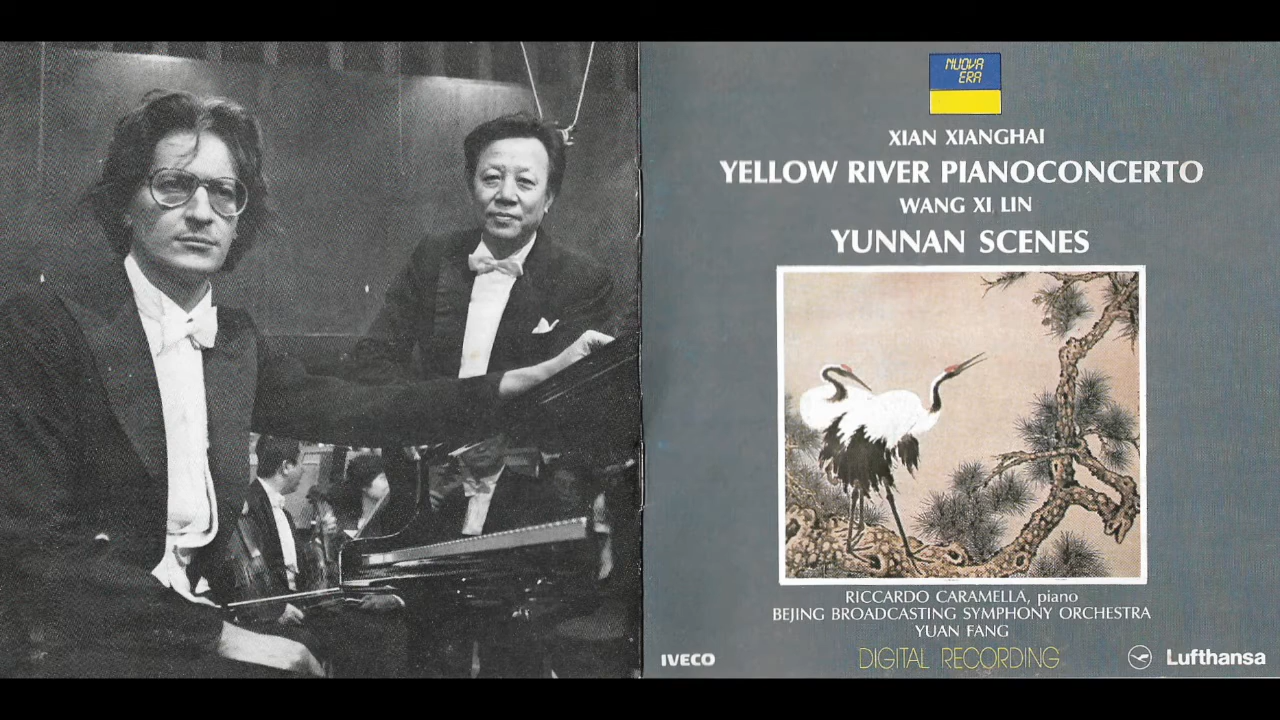 NUOVA
ERA
XIAN XIANGHAI
YELLOW RIVER PIANOCONCERTO
WANG XI LIN
YUNNAN SCENES
RICCARDO CARAMELLA, piano
BEJING BROADCASTING SYMPHONY ORCHESTRA
YUAN FANG
IVECO
DIGITAL RECORDING
Lufthansa